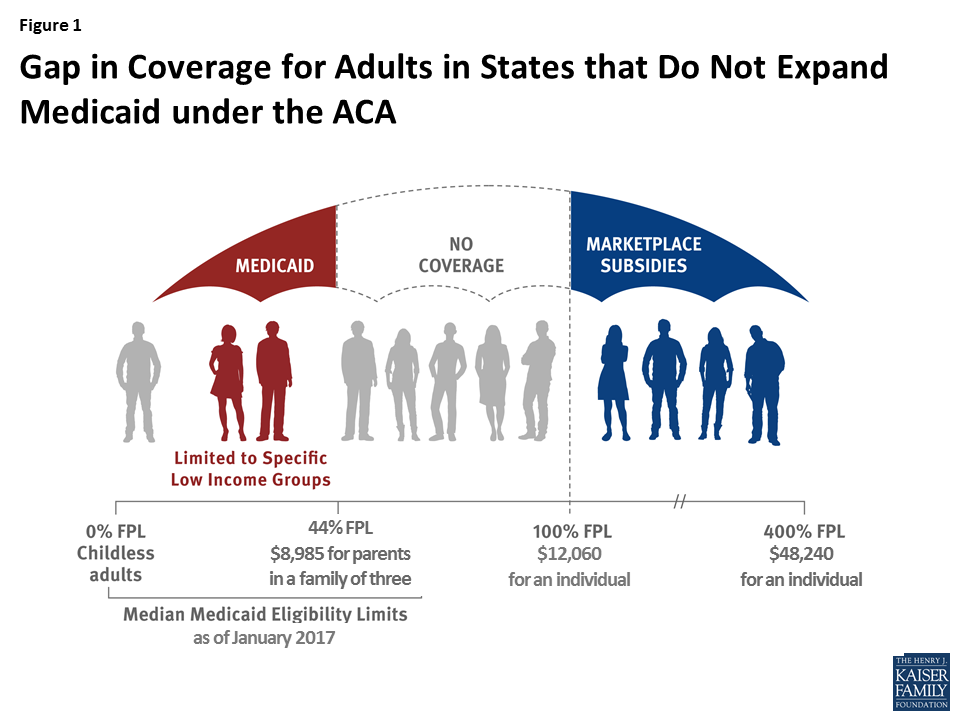 Figure 1
Gap in Coverage for Adults in States that Do Not Expand
Medicaid under the ACA
MEDICAID
NO
COVERAGE
MARKETPLACE
SUBSIDIES
Limited to Specific
Low Income Groups
0% FPL
Childless
adults
44% FPL
$8,985 for parents
in a family of three
100% FPL
$12,060
for an individual
400% FPL
$48,240
for an individual
Median Medicaid Eligibility Limits
as of January 2017
THE HENRY J.
KAISER
FAMILY
FOUNDATION